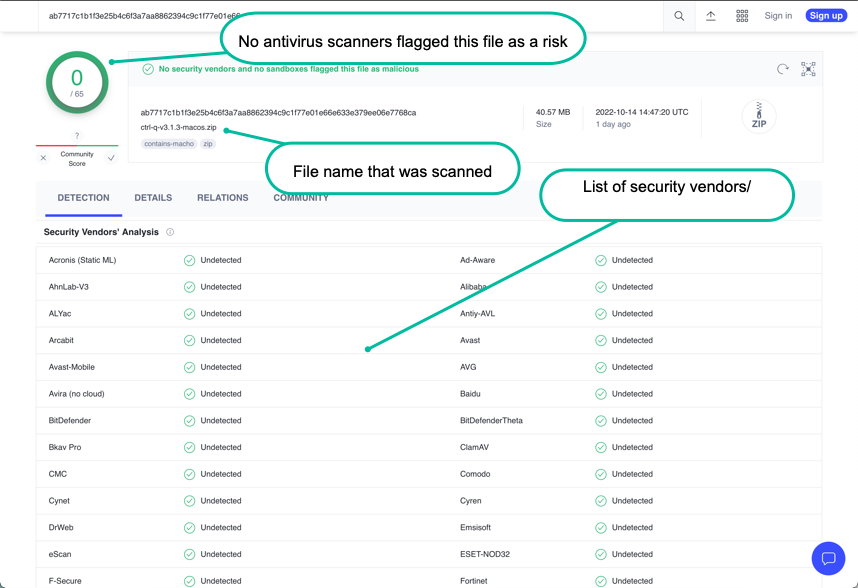 ab7717c1b1f3e25b4c6f3a7aa8862394c9c1f77e01e66
Sign in
Sign up
No antivirus scanners flagged this file as a risk
0
/ 65
No security vendors and no sandboxes flagged this file as malicious
ab7717c1b1f3e25b4c6f3a7aa8862394c9c1f77e01e66e633e379ee06e7768ca
ctrl-q-v3.1.3-macos.zip
contains-macho
zip
40.57 MB
Size
2022-10-14 14:47:20 UTC
1 day ago
ZIP
?
Community
Score
File name that was scanned
List of security vendors/
DETECTION
DETAILS
RELATIONS
COMMUNITY
Security Vendors' Analysis
Acronis (Static ML) Undetected Ad-Aware Undetected
AhnLab-V3 Undetected Alibaba Undetected
ALYac Undetected Antiy-AVL Undetected
Arcabit Undetected Avast Undetected
Avast-Mobile Undetected AVG Undetected
Avira (no cloud) Undetected Baidu Undetected
BitDefender Undetected BitDefenderTheta Undetected
Bkav Pro Undetected ClamAV Undetected
CMC Undetected Comodo Undetected
Cynet Undetected Cyren Undetected
DrWeb Undetected Emsisoft Undetected
eScan Undetected ESET-NOD32 Undetected
F-Secure Undetected Fortinet Undetected